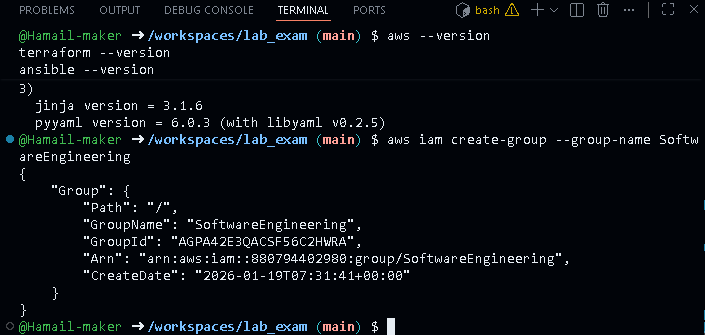 PROBLEMS OUTPUT DEBUG CONSOLE TERMINAL PORTS bash
@Hamail-maker ➜/workspaces/lab_exam (main) $ aws --version
terraform --version
ansible --version
3)
  jinja version = 3.1.6
  pyyaml version = 6.0.3 (with libyaml v0.2.5)
@Hamail-maker ➜/workspaces/lab_exam (main) $ aws iam create-group --group-name Softw
areEngineering
{
    "Group": {
        "Path": "/",
        "GroupName": "SoftwareEngineering",
        "GroupId": "AGPA42E3QACSF56C2HWRA",
        "Arn": "arn:aws:iam::880794402980:group/SoftwareEngineering",
        "CreateDate": "2026-01-19T07:31:41+00:00"
    }
}
@Hamail-maker ➜/workspaces/lab_exam (main) $